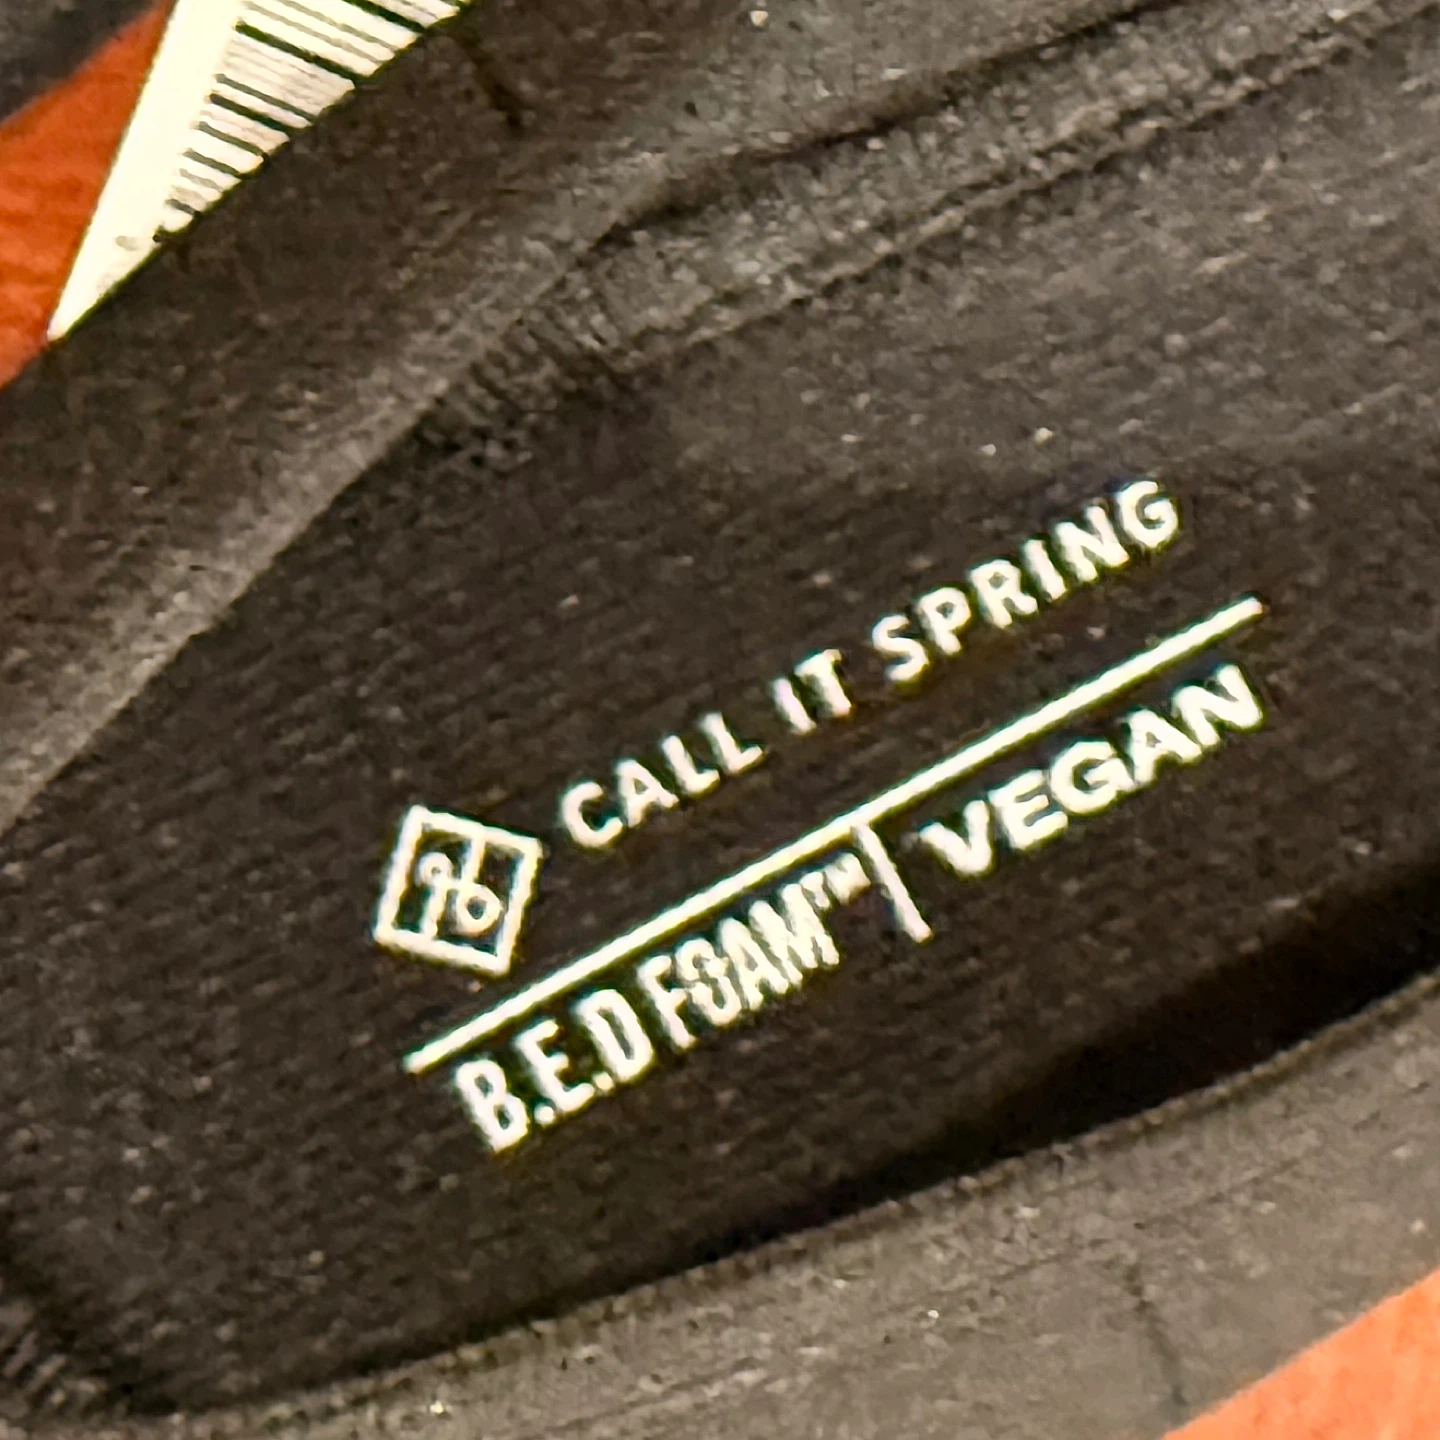 CALL IT SPRING
B.E.D FOAM™ | VEGAN